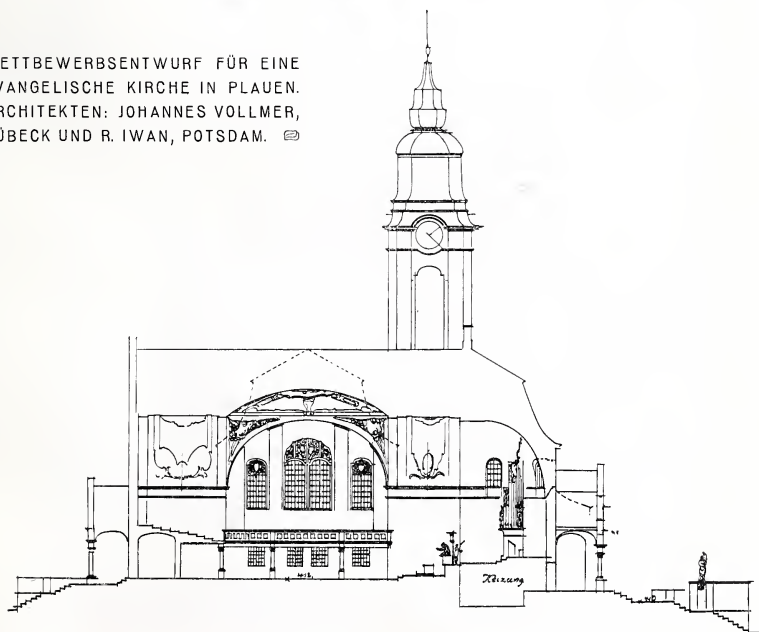 ETTBEWERBSENTWURF FÜR EINE
VANGELISCHE KIRCHE IN PLAUEN.
RCHITEKTEN: JOHANNES VOLLMER,
ÜBECK UND R. IWAN, POTSDAM.
Heizung